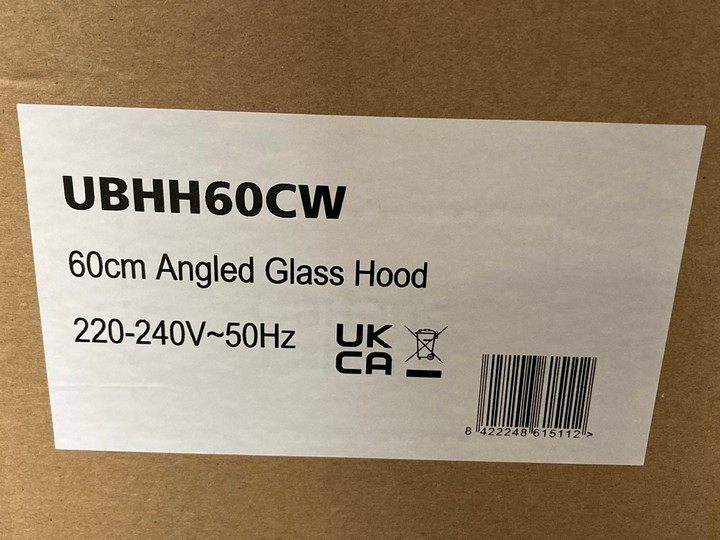 UBHH60CW
60cm Angled Glass Hood
220-240V~50Hz
UK
CA
8 422248 615112 >